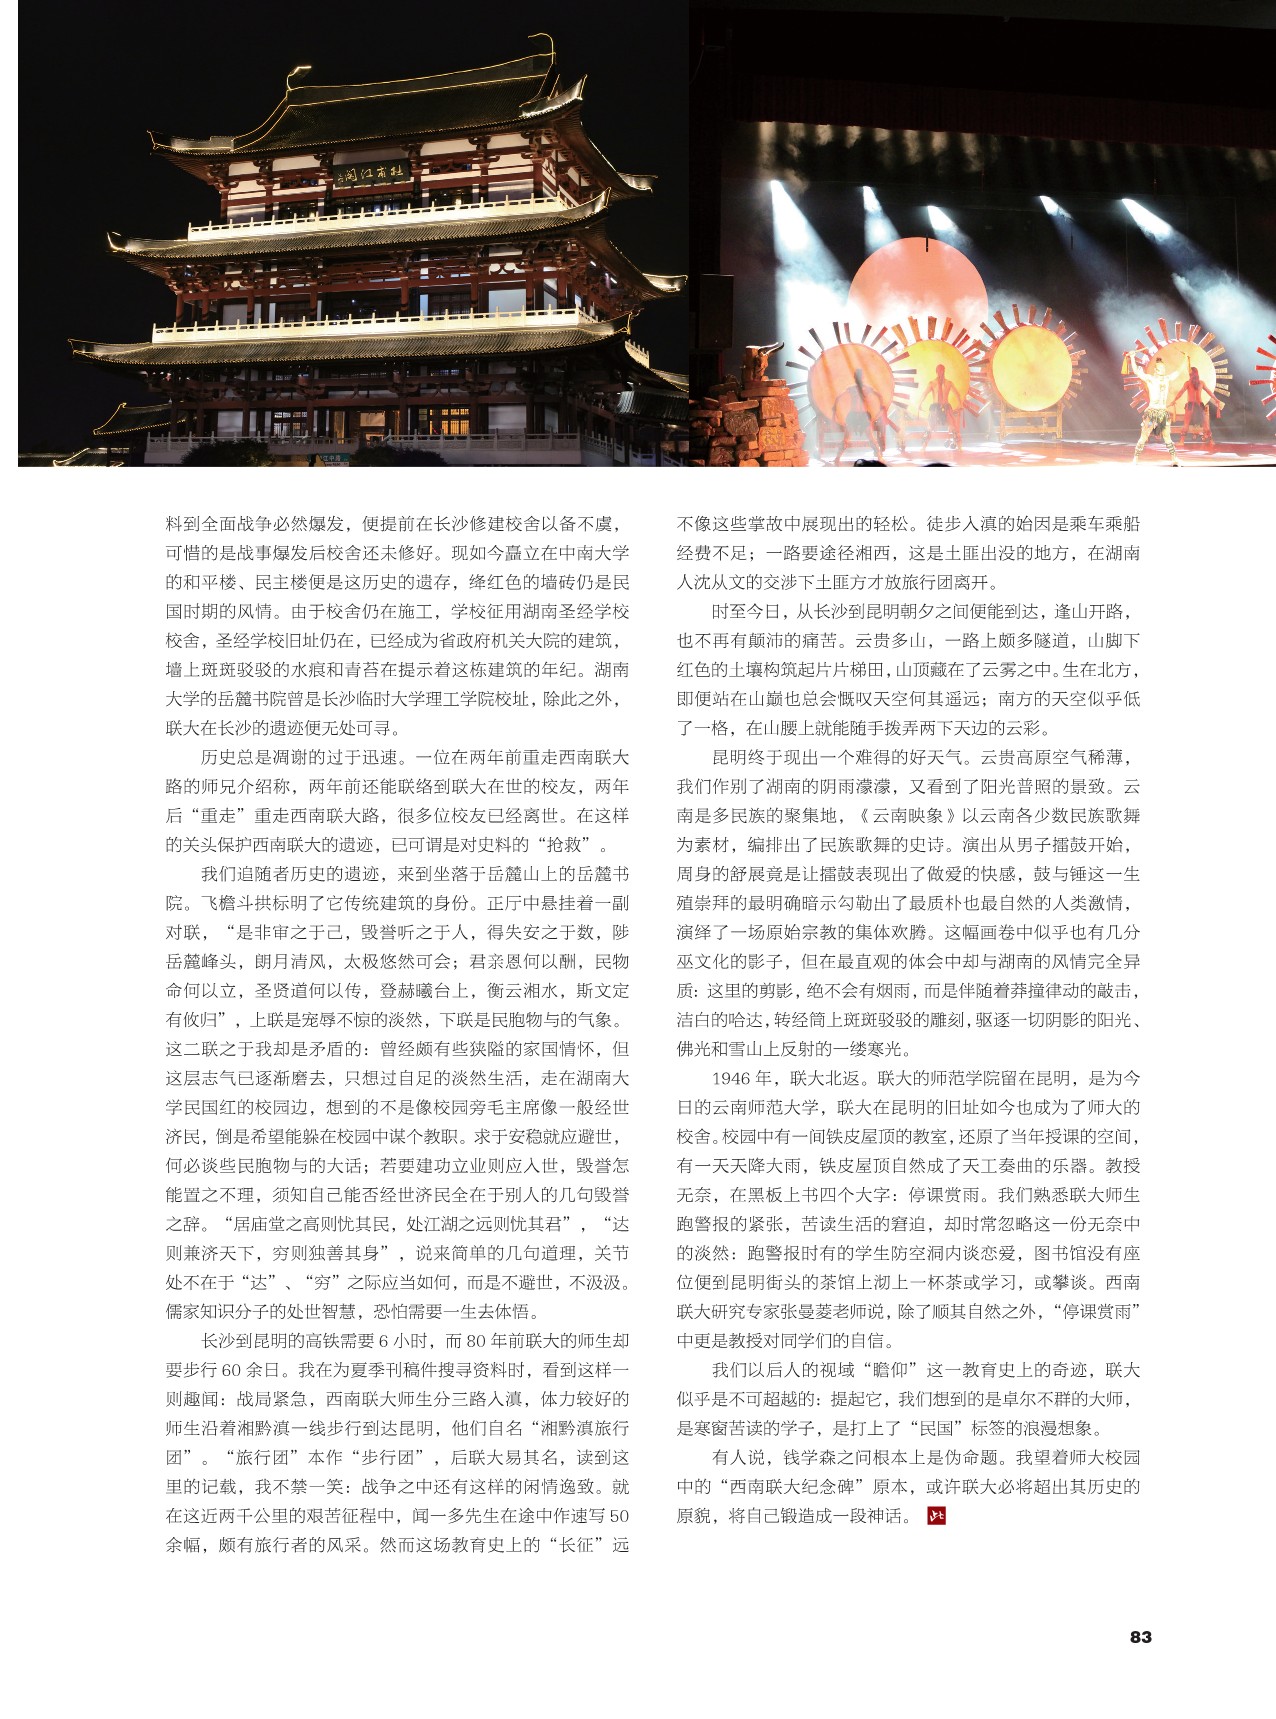 杜甫江阁
料到全面战争必然爆发，便提前在长沙修建校舍以备不虞，
可惜的是战事爆发后校舍还未修好。现如今矗立在中南大学
的和平楼、民主楼便是这历史的遗存，绛红色的墙砖仍是民
国时期的风情。由于校舍仍在施工，学校征用湖南圣经学校
校舍，圣经学校旧址仍在，已经成为省政府机关大院的建筑，
墙上斑斑驳驳的水痕和青苔在提示着这栋建筑的年纪。湖南
大学的岳麓书院曾是长沙临时大学理工学院校址，除此之外，
联大在长沙的遗迹便无处可寻。
历史总是凋谢的过于迅速。一位在两年前重走西南联大
路的师兄介绍称，两年前还能联络到联大在世的校友，两年
后“重走”重走西南联大路，很多位校友已经离世。在这样
的关头保护西南联大的遗迹，已可谓是对史料的“抢救”。
我们追随者历史的遗迹，来到坐落于岳麓山上的岳麓书
院。飞檐斗拱标明了它传统建筑的身份。正厅中悬挂着一副
对联，“是非审之于己，毁誉听之于人，得失安之于数，陟
岳麓峰头，朗月清风，太极悠然可会；君亲恩何以酬，民物
命何以立，圣贤道何以传，登赫曦台上，衡云湘水，斯文定
有攸归”，上联是宠辱不惊的淡然，下联是民胞物与的气象。
这二联之于我却是矛盾的：曾经颇有些狭隘的家国情怀，但
这层志气已逐渐磨去，只想过自足的淡然生活，走在湖南大
学民国红的校园边，想到的不是像校园旁毛主席像一般经世
济民，倒是希望能躲在校园中谋个教职。求于安稳就应避世，
何必谈些民胞物与的大话；若要建功立业则应入世，毁誉怎
能置之不理，须知自己能否经世济民全在于别人的几句毁誉
之辞。“居庙堂之高则忧其民，处江湖之远则忧其君”，“达
则兼济天下，穷则独善其身”，说来简单的几句道理，关节
处不在于“达”、“穷”之际应当如何，而是不避世，不汲汲。
儒家知识分子的处世智慧，恐怕需要一生去体悟。
长沙到昆明的高铁需要 6 小时，而 80 年前联大的师生却
要步行 60 余日。我在为夏季刊稿件搜寻资料时，看到这样一
则趣闻：战局紧急，西南联大师生分三路入滇，体力较好的
师生沿着湘黔滇一线步行到达昆明，他们自名“湘黔滇旅行
团”。“旅行团”本作“步行团”，后联大易其名，读到这
里的记载，我不禁一笑：战争之中还有这样的闲情逸致。就
在这近两千公里的艰苦征程中，闻一多先生在途中作速写 50
余幅，颇有旅行者的风采。然而这场教育史上的“长征”远
不像这些掌故中展现出的轻松。徒步入滇的始因是乘车乘船
经费不足；一路要途径湘西，这是土匪出没的地方，在湖南
人沈从文的交涉下土匪方才放旅行团离开。
时至今日，从长沙到昆明朝夕之间便能到达，逢山开路，
也不再有颠沛的痛苦。云贵多山，一路上颇多隧道，山脚下
红色的土壤构筑起片片梯田，山顶藏在了云雾之中。生在北方，
即便站在山巅也总会慨叹天空何其遥远；南方的天空似乎低
了一格，在山腰上就能随手拨弄两下天边的云彩。
昆明终于现出一个难得的好天气。云贵高原空气稀薄，
我们作别了湖南的阴雨濛濛，又看到了阳光普照的景致。云
南是多民族的聚集地，《云南映象》以云南各少数民族歌舞
为素材，编排出了民族歌舞的史诗。演出从男子擂鼓开始，
周身的舒展竟是让擂鼓表现出了做爱的快感，鼓与锤这一生
殖崇拜的最明确暗示勾勒出了最质朴也最自然的人类激情，
演绎了一场原始宗教的集体欢腾。这幅画卷中似乎也有几分
巫文化的影子，但在最直观的体会中却与湖南的风情完全异
质：这里的剪影，绝不会有烟雨，而是伴随着莽撞律动的敲击，
洁白的哈达，转经筒上斑斑驳驳的雕刻，驱逐一切阴影的阳光、
佛光和雪山上反射的一缕寒光。
1946 年，联大北返。联大的师范学院留在昆明，是为今
日的云南师范大学，联大在昆明的旧址如今也成为了师大的
校舍。校园中有一间铁皮屋顶的教室，还原了当年授课的空间，
有一天天降大雨，铁皮屋顶自然成了天工奏曲的乐器。教授
无奈，在黑板上书四个大字：停课赏雨。我们熟悉联大师生
跑警报的紧张，苦读生活的窘迫，却时常忽略这一份无奈中
的淡然：跑警报时有的学生防空洞内谈恋爱，图书馆没有座
位便到昆明街头的茶馆上沏上一杯茶或学习，或攀谈。西南
联大研究专家张曼菱老师说，除了顺其自然之外，“停课赏雨”
中更是教授对同学们的自信。
我们以后人的视域“瞻仰”这一教育史上的奇迹，联大
似乎是不可超越的：提起它，我们想到的是卓尔不群的大师，
是寒窗苦读的学子，是打上了“民国”标签的浪漫想象。
有人说，钱学森之问根本上是伪命题。我望着师大校园
中的“西南联大纪念碑”原本，或许联大必将超出其历史的
原貌，将自己锻造成一段神话。
83